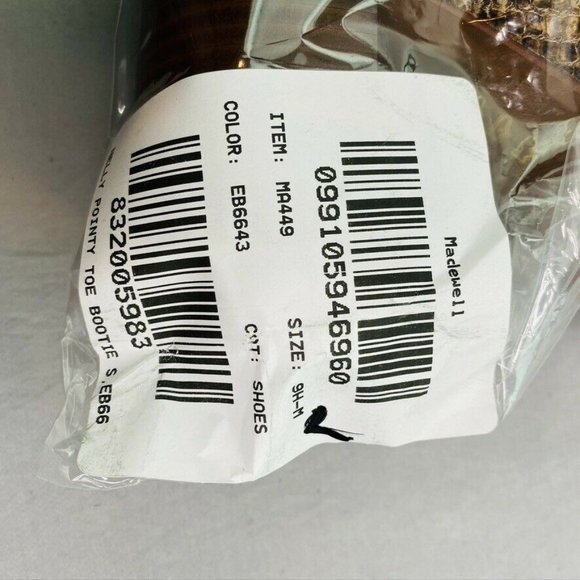 Madewell
099105946960
ITEM: MA449 SIZE: 9H-M
COLOR: EB6643 CAT: SHOES
832005983
POINTY TOE BOOTIE S ,EB66